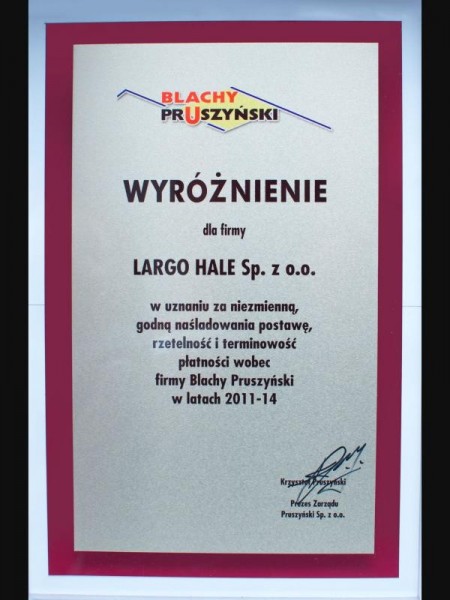 BLACHY
PRUSZYŃSKI
WYRÓŻNIENIE
dla firmy
LARGO HALE Sp. z o.o.
w uznaniu za niezmienną,
godną naśladowania postawę,
rzetelność i terminowość
płatności wobec
firmy Blachy Pruszyński
w latach 2011-14
Krzysztof Pruszyński
Prezes Zarządu
Pruszyński Sp. z o.o.